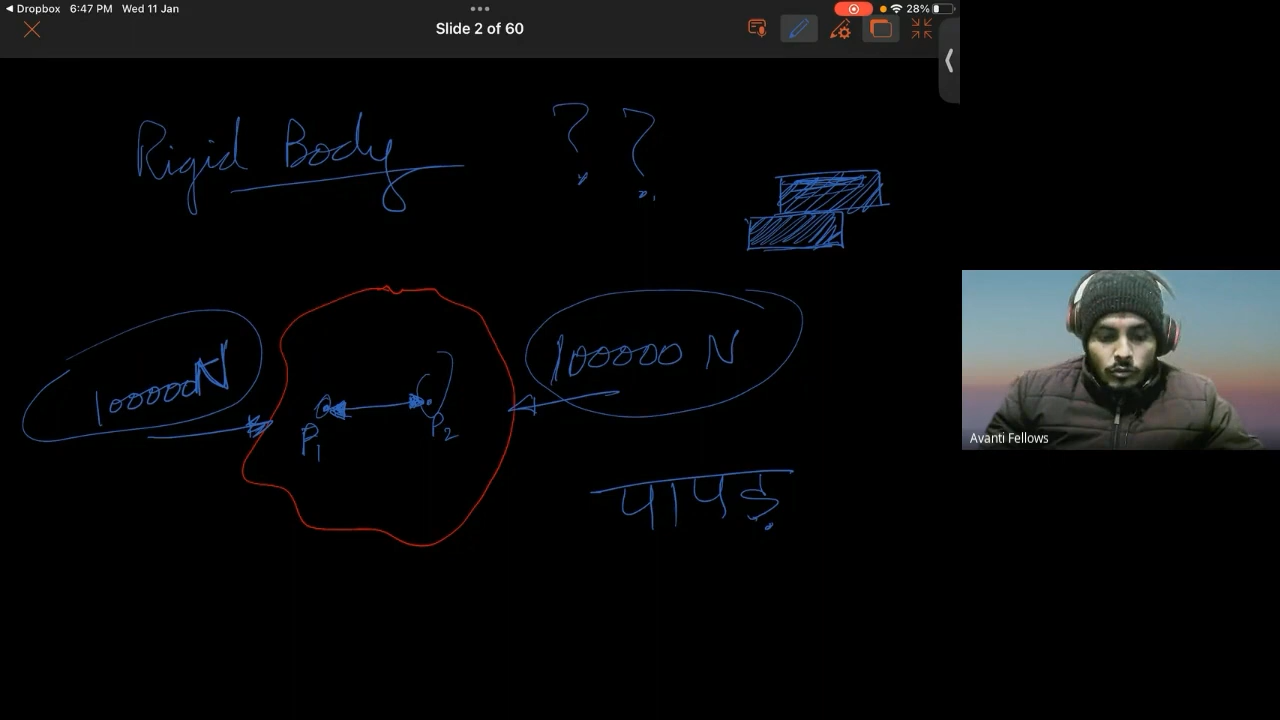 Dropbox 6:47 PM Wed 11 Jan
28%
Slide 2 of 60
Rigid Body ? ?
100000N
100000 N
P1
P2
पापड़
Avanti Fellows